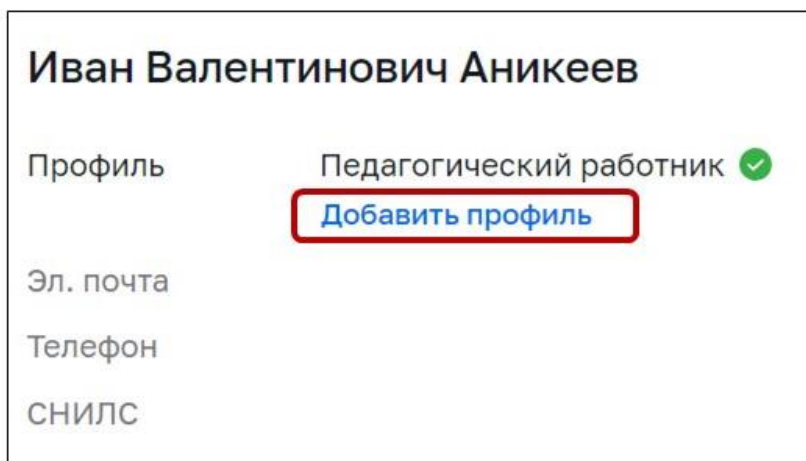 Иван Валентинович Аникеев
Профиль Педагогический работник
Добавить профиль
Эл. почта
Телефон
СНИЛС